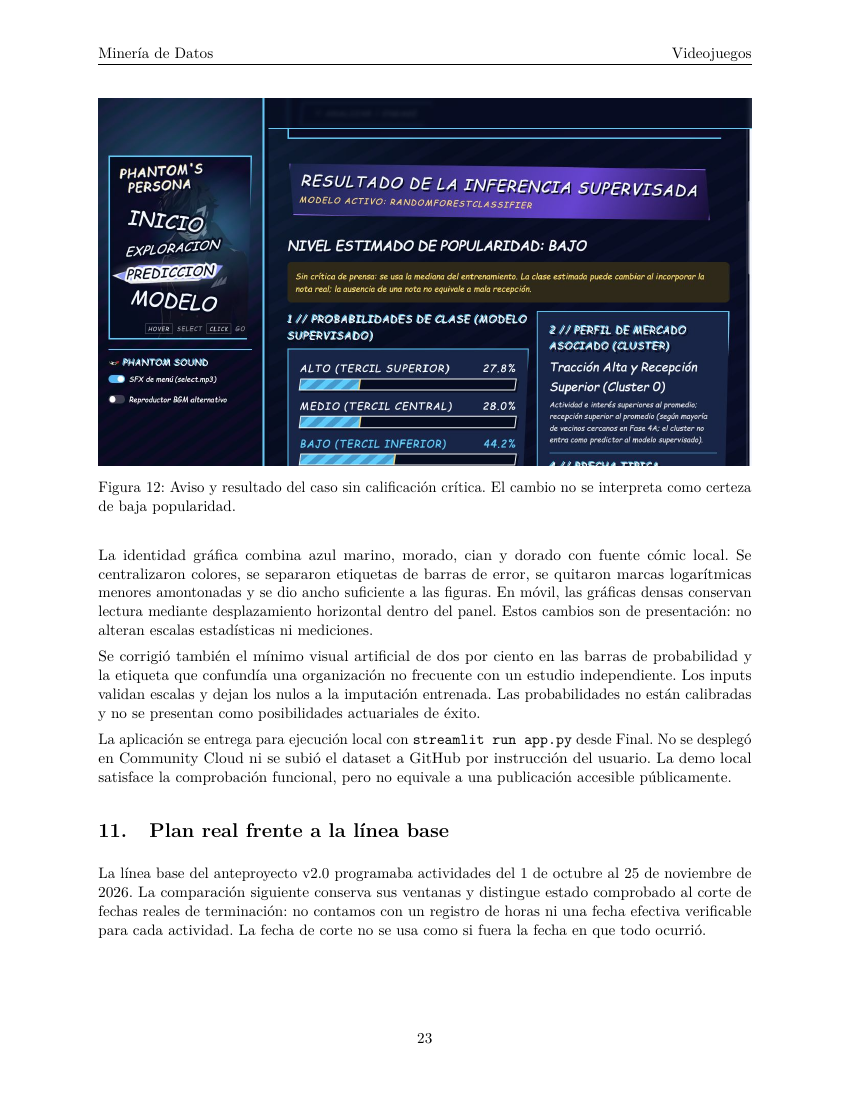 Minería de Datos
Videojuegos
PHANTOM'S
PERSONA
INICIO
EXPLORACION
PREDICCION
MODELO
HOVER SELECT CLICK GO
PHANTOM SOUND
SFX de menú (select.mp3)
Reproductor BGM alternativo
RESULTADO DE LA INFERENCIA SUPERVISADA
MODELO ACTIVO: RANDOMFORESTCLASSIFIER
NIVEL ESTIMADO DE POPULARIDAD: BAJO
Sin crítica de prensa: se usa la mediana del entrenamiento. La clase estimada puede cambiar al incorporar la
nota real; la ausencia de una nota no equivale a mala recepción.
1 // PROBABILIDADES DE CLASE (MODELO
SUPERVISADO)
ALTO (TERCIL SUPERIOR) 27.8%
MEDIO (TERCIL CENTRAL) 28.0%
BAJO (TERCIL INFERIOR) 44.2%
2 // PERFIL DE MERCADO
ASOCIADO (CLUSTER)
Tracción Alta y Recepción
Superior (Cluster 0)
Actividad e interés superiores al promedio;
recepción superior al promedio (según mayoría
de vecinos cercanos en Fase 4A; el cluster no
entra como predictor al modelo supervisado).
Figura 12: Aviso y resultado del caso sin calificación crítica. El cambio no se interpreta como certeza
de baja popularidad.
La identidad gráfica combina azul marino, morado, cian y dorado con fuente cómic local. Se
centralizaron colores, se separaron etiquetas de barras de error, se quitaron marcas logarítmicas
menores amontonadas y se dio ancho suficiente a las figuras. En móvil, las gráficas densas conservan
lectura mediante desplazamiento horizontal dentro del panel. Estos cambios son de presentación: no
alteran escalas estadísticas ni mediciones.
Se corrigió también el mínimo visual artificial de dos por ciento en las barras de probabilidad y
la etiqueta que confundía una organización no frecuente con un estudio independiente. Los inputs
validan escalas y dejan los nulos a la imputación entrenada. Las probabilidades no están calibradas
y no se presentan como posibilidades actuariales de éxito.
La aplicación se entrega para ejecución local con streamlit run app.py desde Final. No se desplegó
en Community Cloud ni se subió el dataset a GitHub por instrucción del usuario. La demo local
satisface la comprobación funcional, pero no equivale a una publicación accesible públicamente.
11. Plan real frente a la línea base
La línea base del anteproyecto v2.0 programaba actividades del 1 de octubre al 25 de noviembre de
2026. La comparación siguiente conserva sus ventanas y distingue estado comprobado al corte de
fechas reales de terminación: no contamos con un registro de horas ni una fecha efectiva verificable
para cada actividad. La fecha de corte no se usa como si fuera la fecha en que todo ocurrió.
23